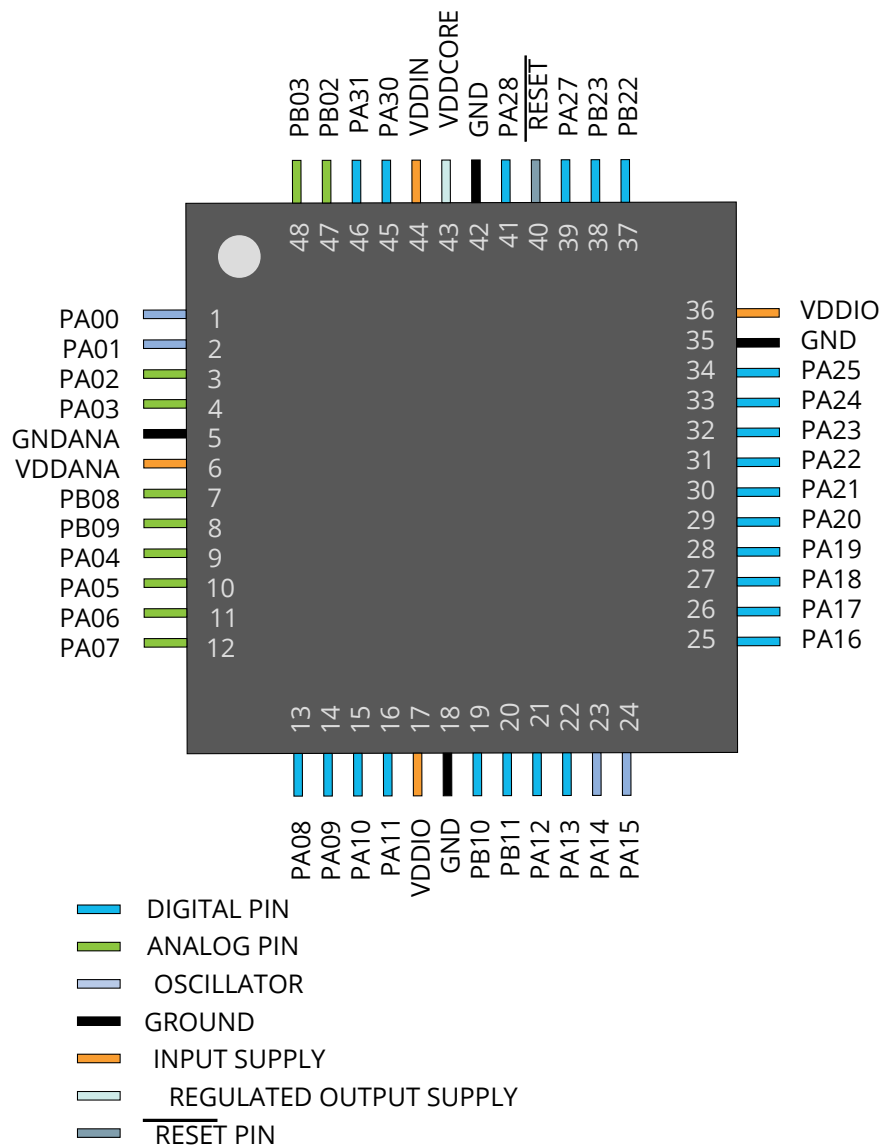 PB03
PB02
PA31
PA30
VDDIN
VDDCORE
GND
PA28
RESET
PA27
PB23
PB22
48
47
46
45
44
43
42
41
40
39
38
37
PA00 1
PA01 2
PA02 3
PA03 4
GNDANA 5
VDDANA 6
PB08 7
PB09 8
PA04 9
PA05 10
PA06 11
PA07 12
36 VDDIO
35 GND
34 PA25
33 PA24
32 PA23
31 PA22
30 PA21
29 PA20
28 PA19
27 PA18
26 PA17
25 PA16
13
14
15
16
17
18
19
20
21
22
23
24
PA08
PA09
PA10
PA11
VDDIO
GND
PB10
PB11
PA12
PA13
PA14
PA15
DIGITAL PIN
ANALOG PIN
OSCILLATOR
GROUND
INPUT SUPPLY
REGULATED OUTPUT SUPPLY
RESET PIN